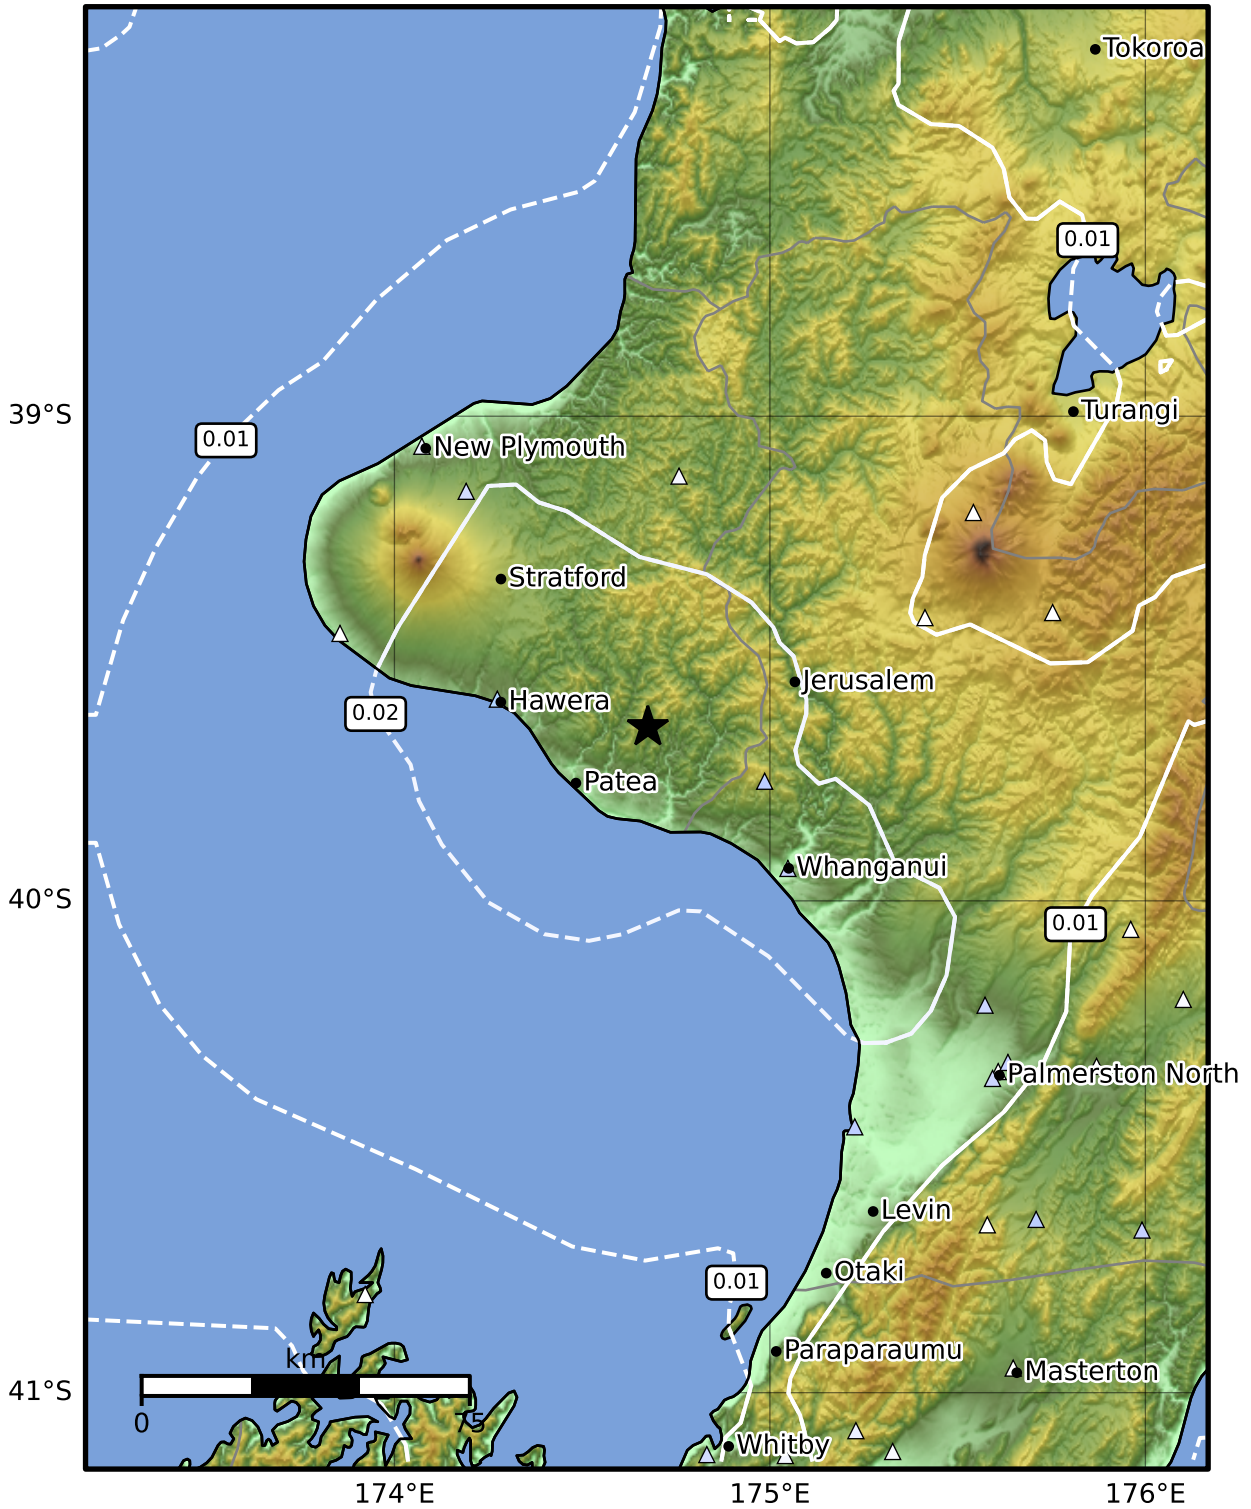 Tokoroa
0.01
39°S
Turangi
0.01
New Plymouth
Stratford
Jerusalem
Hawera
0.02
Patea
Whanganui
40°S
0.01
Palmerston North
Levin
Otaki
0.01
Paraparaumu
km
Masterton
41°S
0
75
Whitby
174°E
175°E
176°E